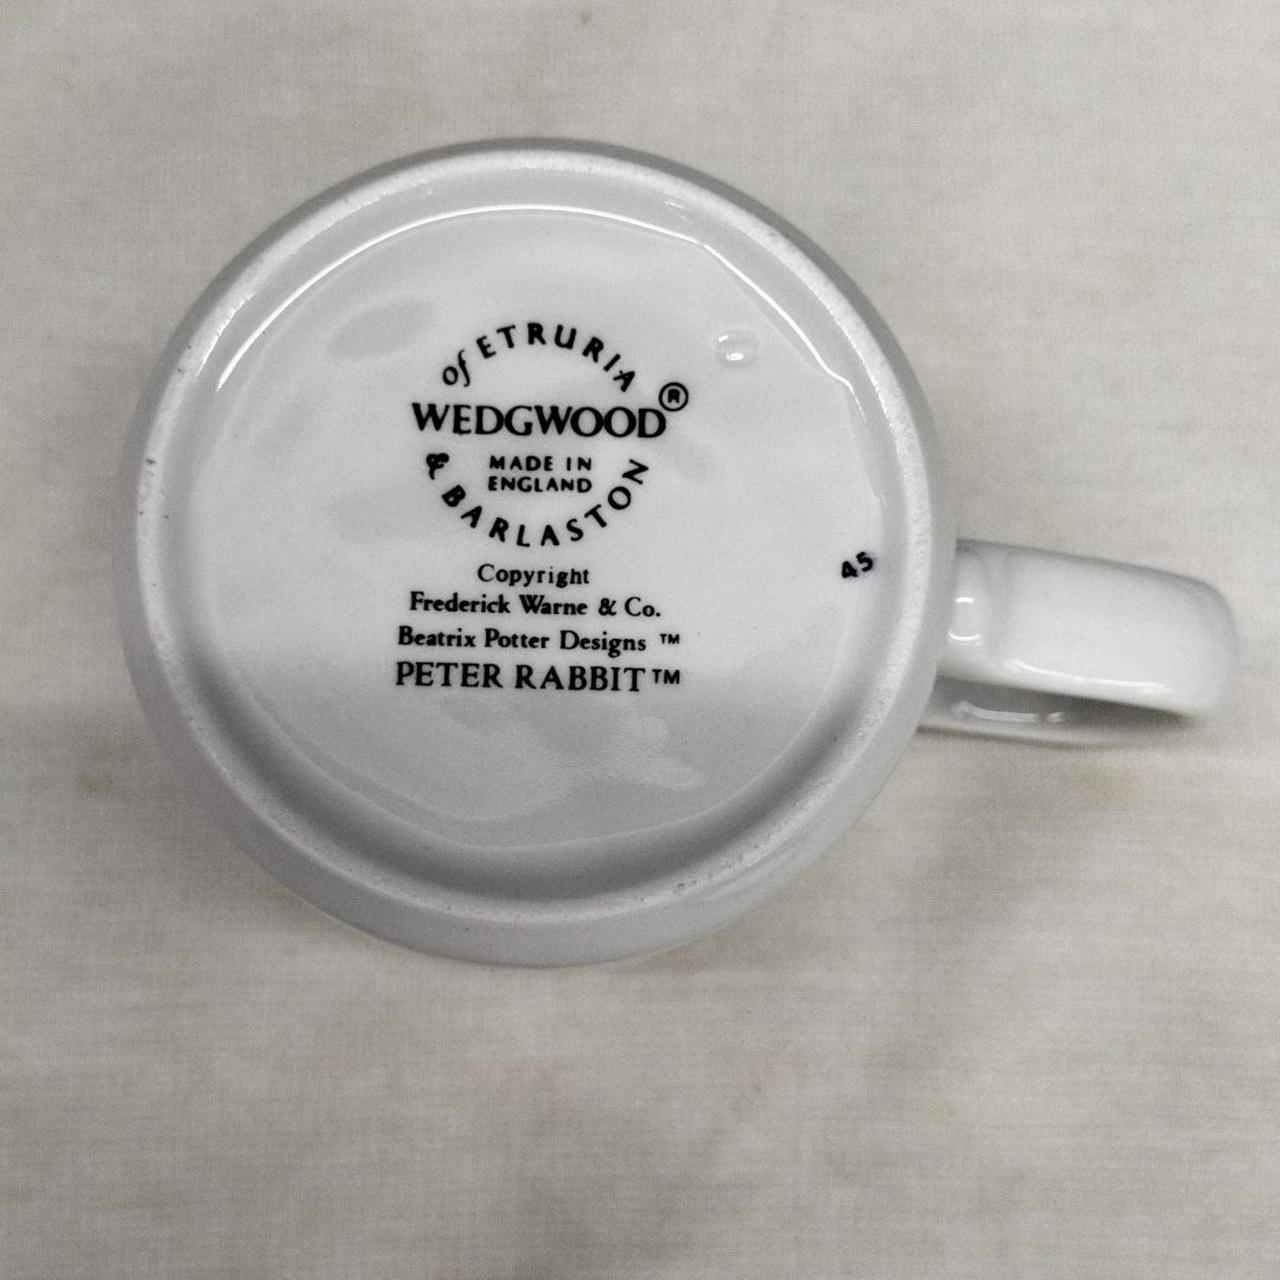 of ETRURIA
WEDGWOOD®
MADE IN
ENGLAND
& BARLASTON
Copyright
Frederick Warne & Co.
Beatrix Potter Designs ™
PETER RABBIT™
45